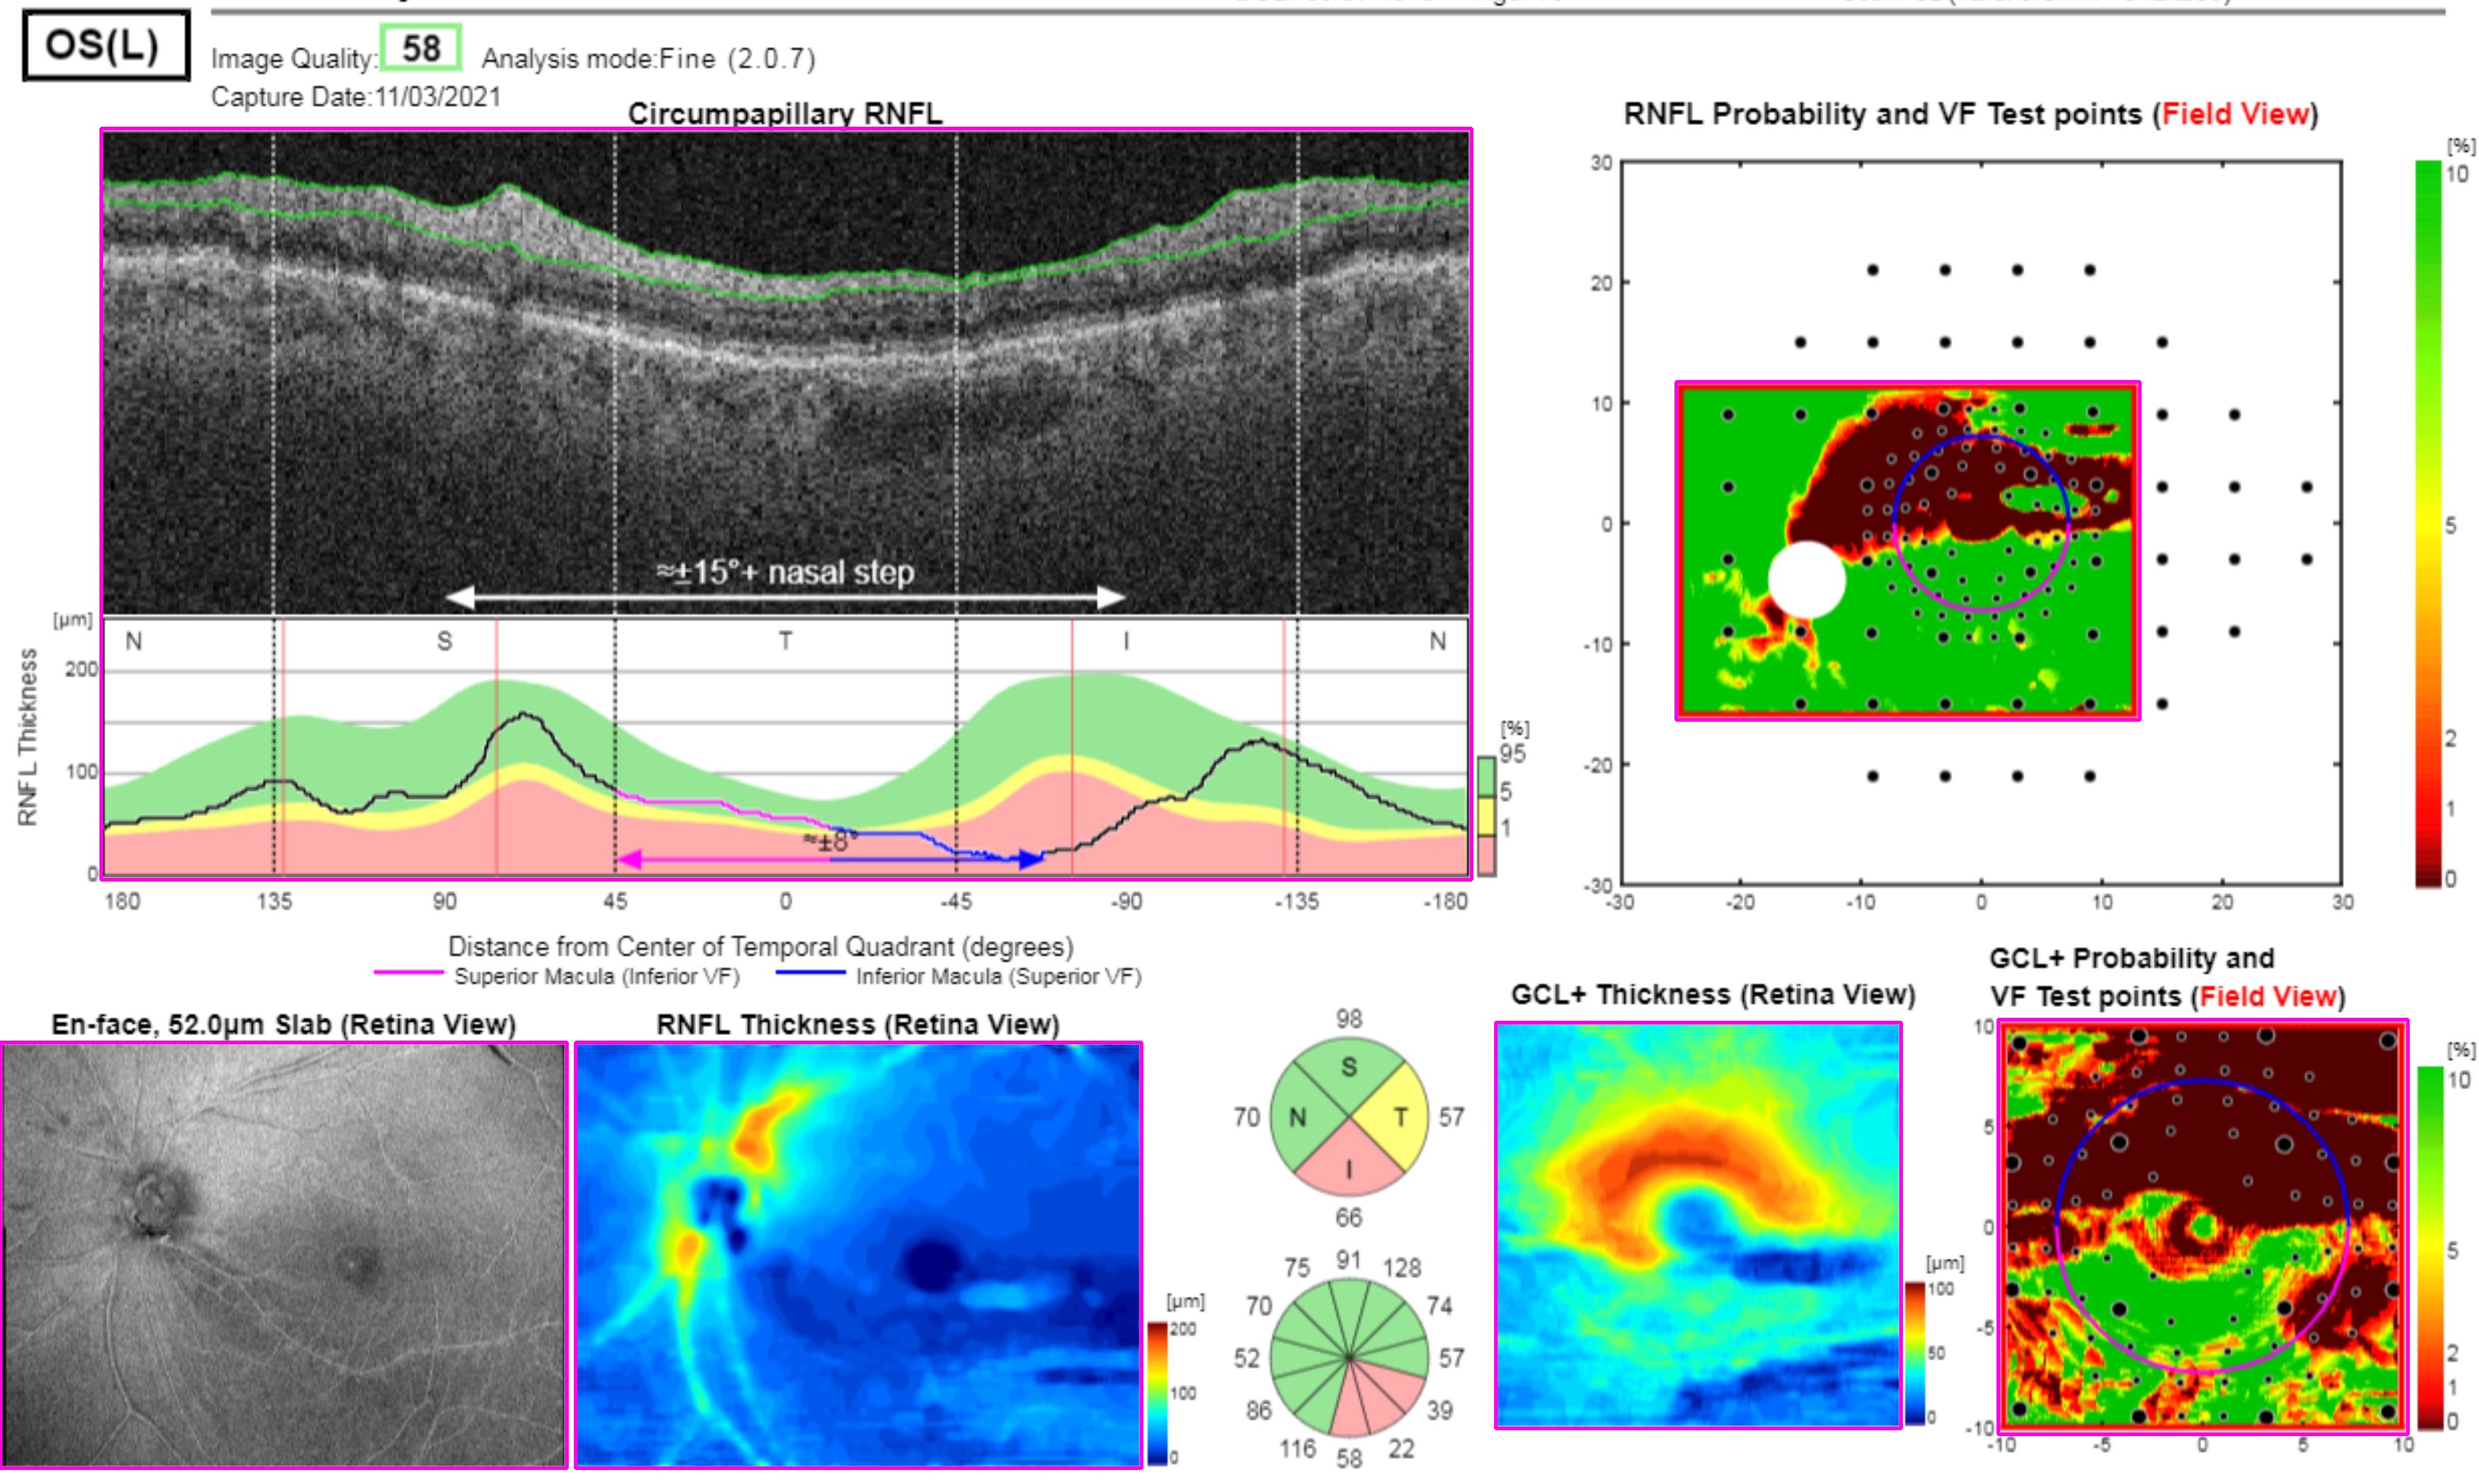 OS(L)
Image Quality: 58 Analysis mode:Fine (2.0.7)
Capture Date:11/03/2021
Circumpapillary RNFL
≈±15°+ nasal step
[µm]
N S T I N
200
100
0
RNFL Thickness
≈±8°
[%]
95
5
1
180 135 90 45 0 -45 -90 -135 -180
Distance from Center of Temporal Quadrant (degrees)
Superior Macula (Inferior VF) Inferior Macula (Superior VF)
RNFL Probability and VF Test points (Field View)
30
20
10
0
-10
-20
-30
-30 -20 -10 0 10 20 30
[%]
10
5
2
1
0
En-face, 52.0µm Slab (Retina View)
RNFL Thickness (Retina View)
[µm]
200
100
0
98
S
70 N T 57
I
66
75 91 128
70 74
52 57
86 39
116 58 22
GCL+ Thickness (Retina View)
[µm]
100
50
0
GCL+ Probability and
VF Test points (Field View)
10
5
0
-5
-10
-10 -5 0 5 10
[%]
10
5
2
1
0